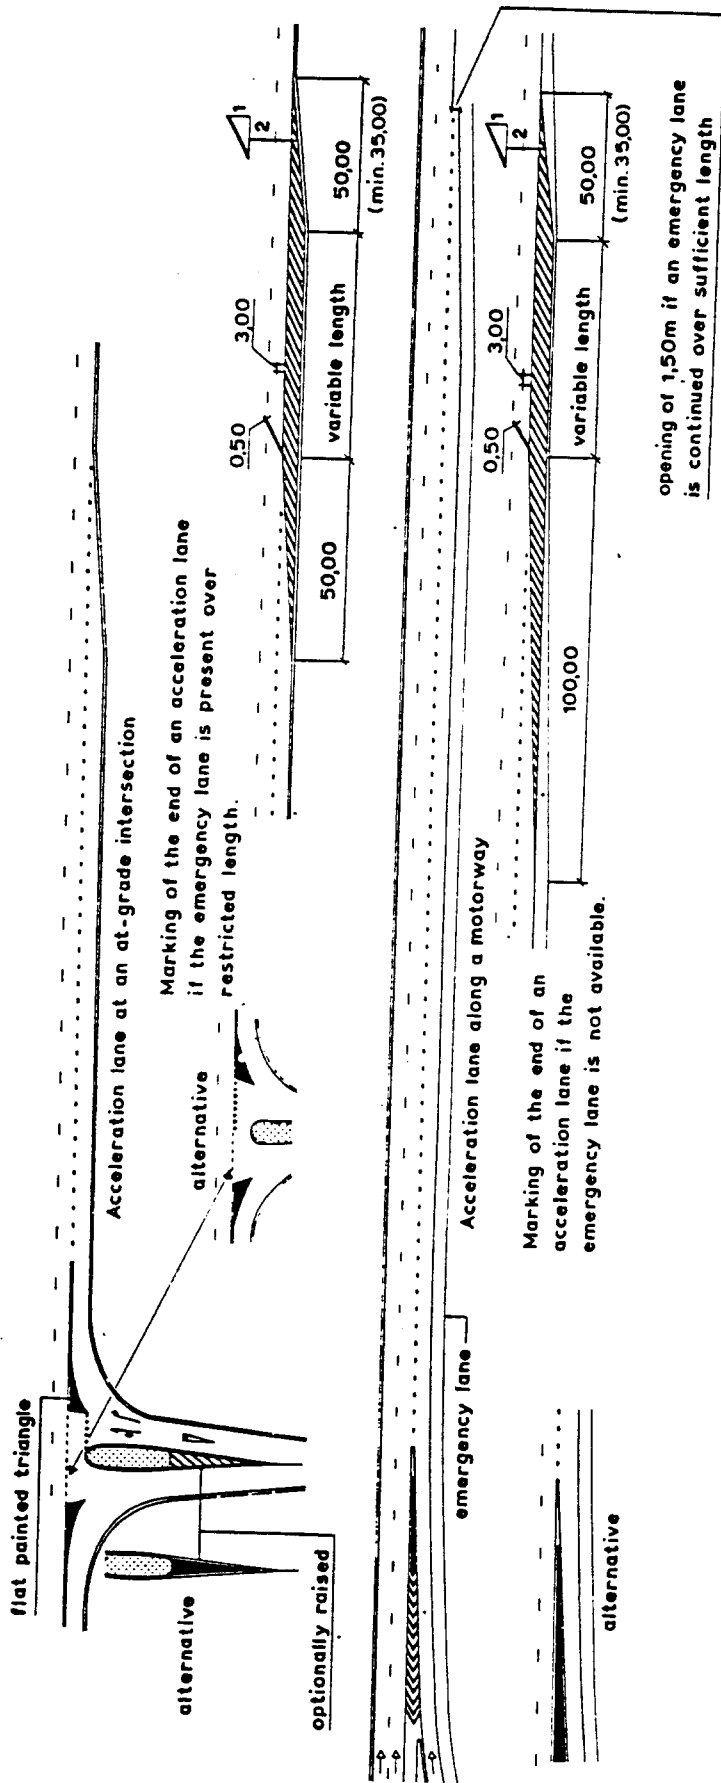 flat painted triangle
alternative
optionally raised
Acceleration lane at an at-grade intersection
Marking of the end of an acceleration lane
if the emergency lane is present over
restricted length.
alternative
0,50
3,00
2
1
50,00
variable length
50,00
(min. 35,00)
emergency lane
Acceleration lane along a motorway
alternative
Marking of the end of an
acceleration lane if the
emergency lane is not available.
0,50
3,00
2
1
100,00
variable length
50,00
(min. 35,00)
opening of 1,50m if an emergency lane
is continued over sufficient length